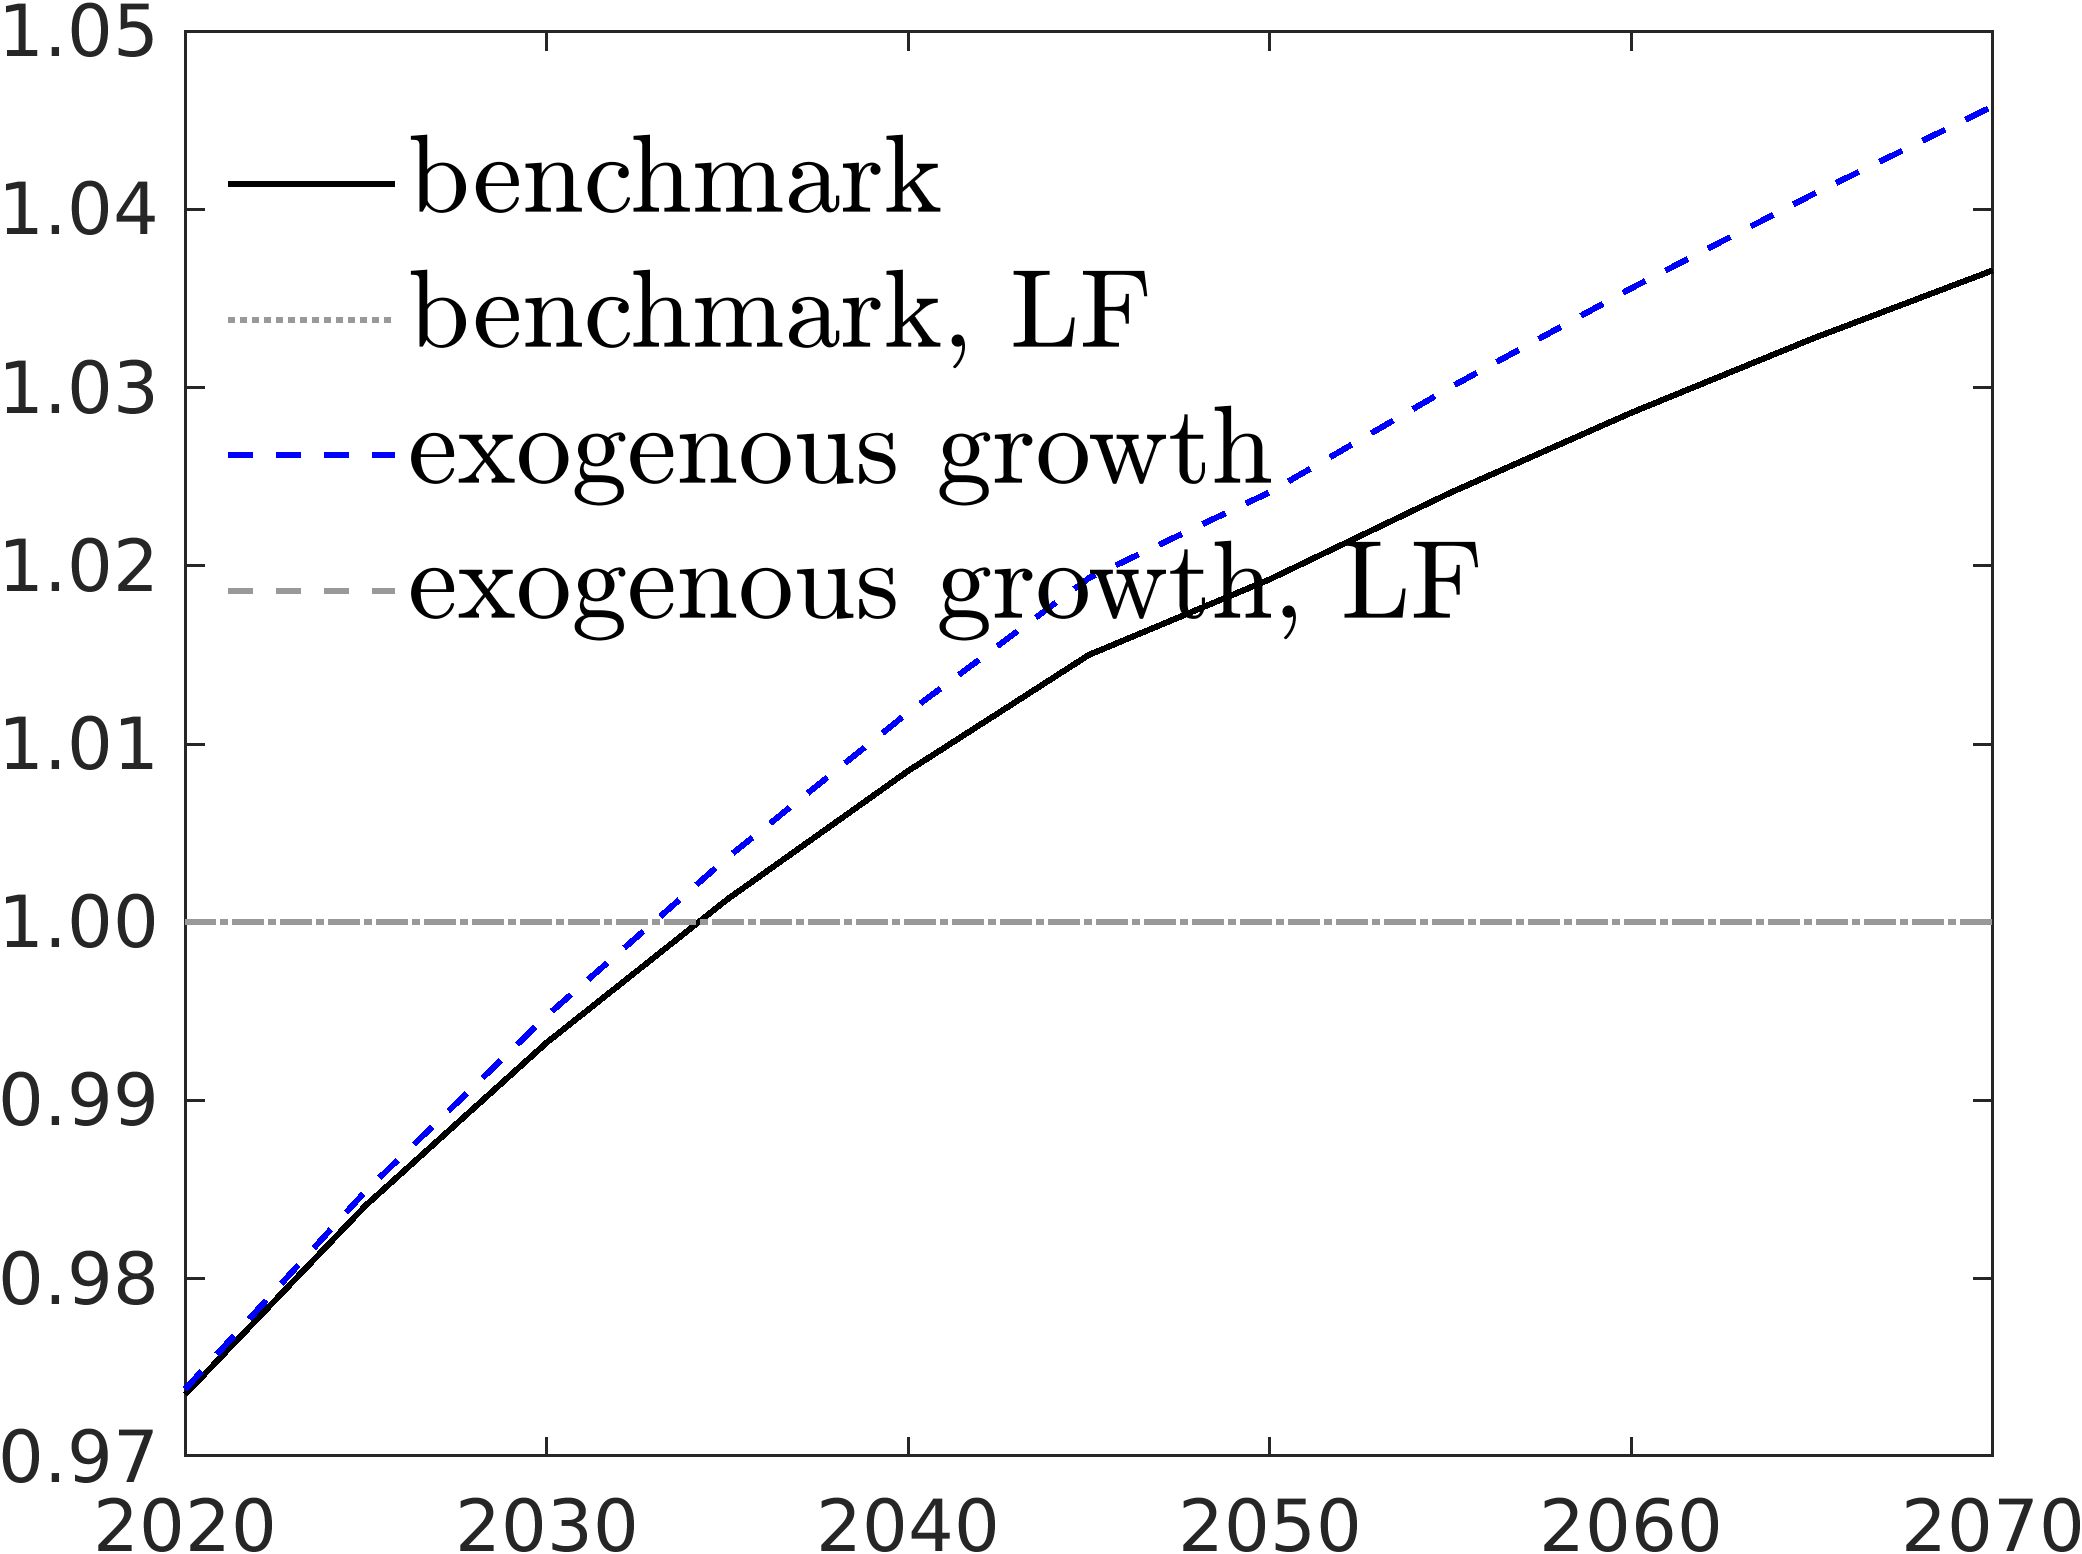 1.05
benchmark
1.04
benchmark, LF
1.03
exogenous growth
1.02
exogenous growth, LF
1.01
1.00
0.99
0.98
0.97
2020 2030 2040 2050 2060 2070